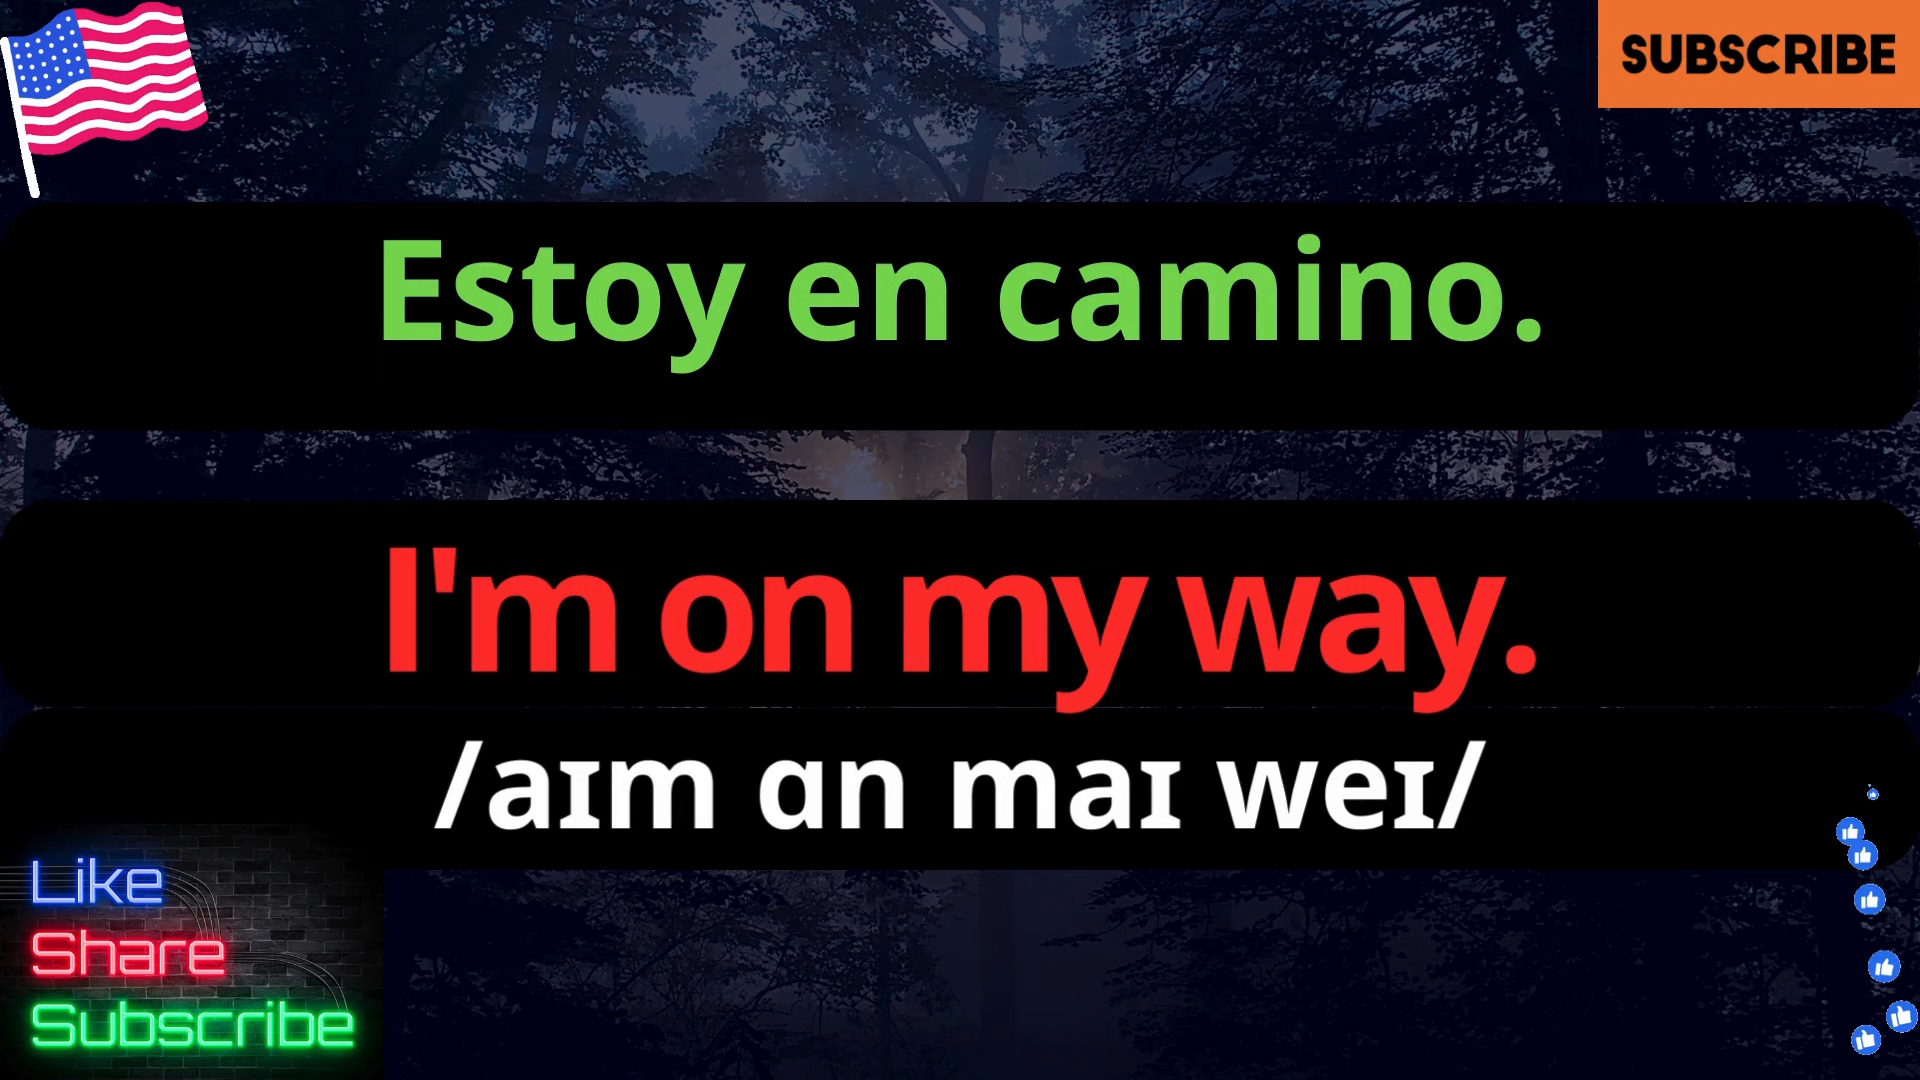 SUBSCRIBE
Estoy en camino.
I'm on my way.
/aɪm ɑn maɪ weɪ/
Like
Share
Subscribe